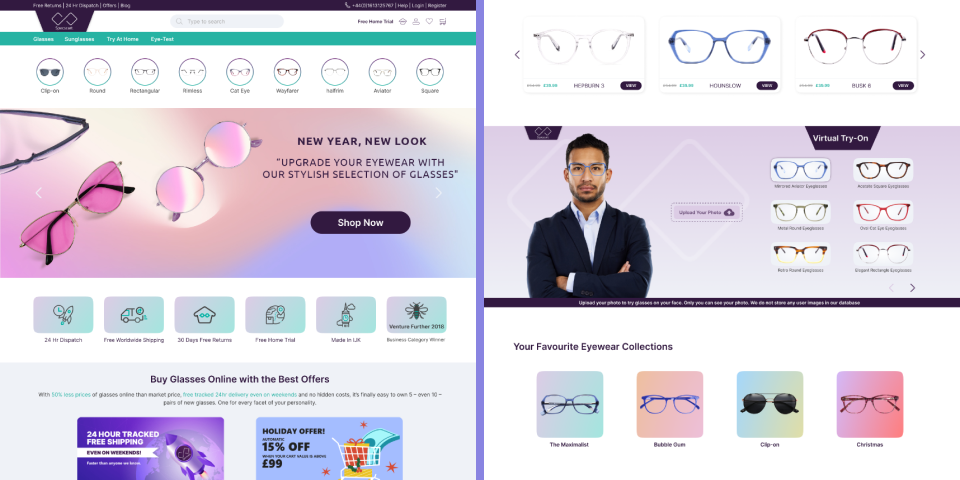 Free Returns | 24 Hr Dispatch | Offers | Blog
+44(0)1613125767 | Help | Login | Register
Specscart
Type to search
Free Home Trial
Glasses Sunglasses Try At Home Eye-Test
Clip-on Round Rectangular Rimless Cat Eye Wayfarer halfrim Aviator Square
NEW YEAR, NEW LOOK
"UPGRADE YOUR EYEWEAR WITH
OUR STYLISH SELECTION OF GLASSES"
Shop Now
Venture Further 2018
24 Hr Dispatch Free Worldwide Shipping 30 Days Free Returns Free Home Trial Made In UK Business Category Winner
Buy Glasses Online with the Best Offers
With 50% less prices of glasses online than market price, free tracked 24hr delivery even on weekends and no hidden costs. It's finally easy to own 5 – even 10 –
pairs of new glasses. One for every facet of your personality.
24 HOUR TRACKED
FREE SHIPPING
EVEN ON WEEKENDS!
Faster than anyone we know.
HOLIDAY OFFER!
AUTOMATIC
15% OFF
WHEN YOUR CART VALUE IS ABOVE
£99
HEPBURN 3 VIEW
HOUNSLOW VIEW
BUSK 8 VIEW
Virtual Try-On
Upload Your Photo
Mirrored Aviator Eyeglasses Acetate Square Eyeglasses
Metal Round Eyeglasses Over Cat Eye Eyeglasses
Retro Round Eyeglasses Elegant Rectangle Eyeglasses
Upload your photo to try glasses on your face. Only you can see your photo. We do not store any user images in our database
Your Favourite Eyewear Collections
The Maximalist Bubble Gum Clip-on Christmas